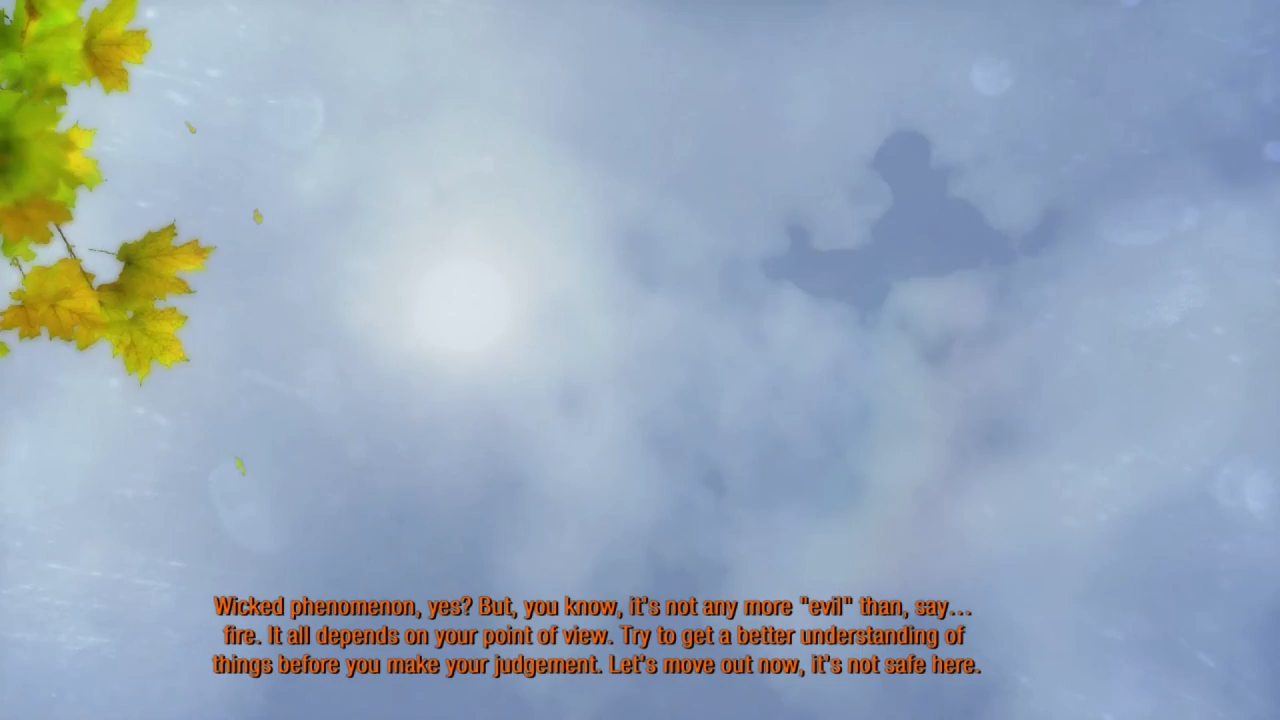 Wicked phenomenon, yes? But, you know, it's not any more "evil" than, say...
fire. It all depends on your point of view. Try to get a better understanding of
things before you make your judgement. Let's move out now, it's not safe here.